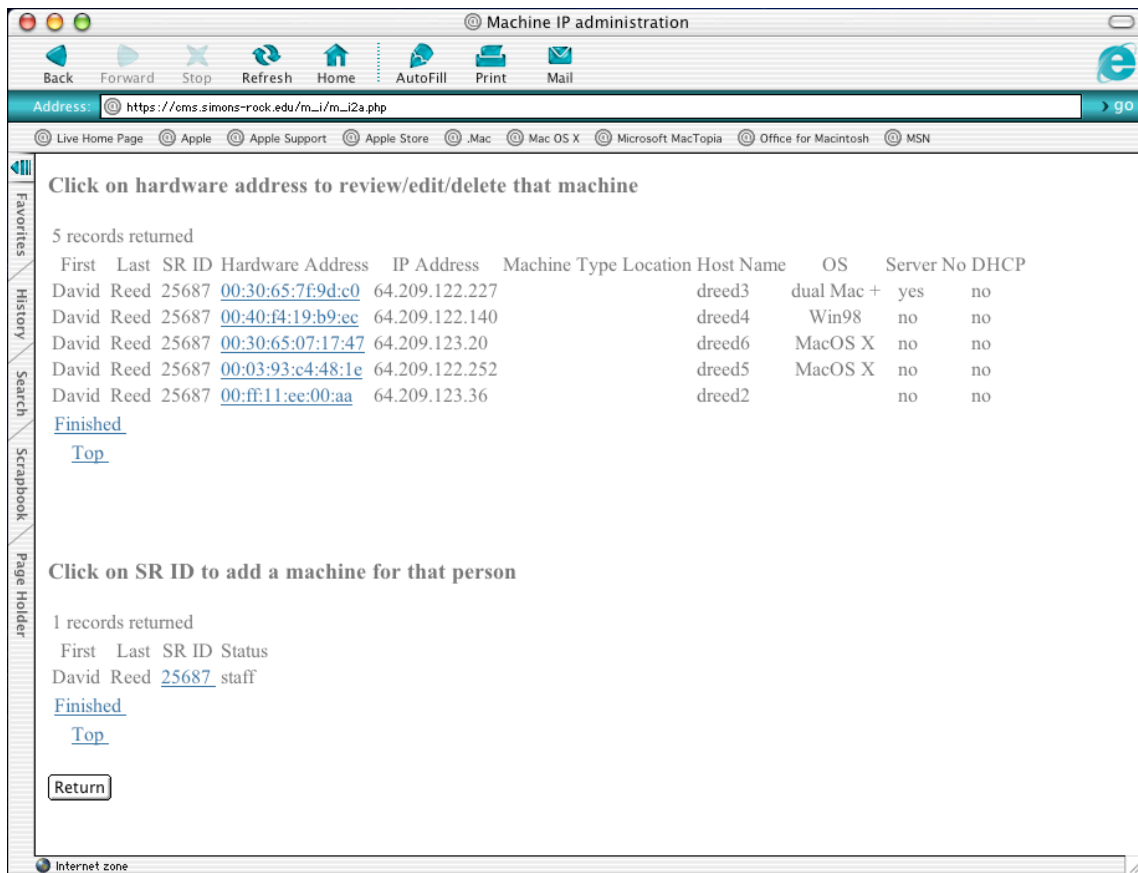 Machine IP administration
Back Forward Stop Refresh Home AutoFill Print Mail
Address: https://cms.simons-rock.edu/m_i/m_i2a.php go
Live Home Page Apple Apple Support Apple Store .Mac Mac OS X Microsoft MacTopia Office for Macintosh MSN
Favorites
History
Search
Scrapbook
Page Holder
Click on hardware address to review/edit/delete that machine
5 records returned
First Last SR ID Hardware Address IP Address Machine Type Location Host Name OS Server No DHCP
David Reed 25687 00:30:65:7f:9d:c0 64.209.122.227 dreed3 dual Mac + yes no
David Reed 25687 00:40:f4:19:b9:ec 64.209.122.140 dreed4 Win98 no no
David Reed 25687 00:30:65:07:17:47 64.209.123.20 dreed6 MacOS X no no
David Reed 25687 00:03:93:c4:48:1e 64.209.122.252 dreed5 MacOS X no no
David Reed 25687 00:ff:11:ee:00:aa 64.209.123.36 dreed2 no no
Finished
Top
Click on SR ID to add a machine for that person
1 records returned
First Last SR ID Status
David Reed 25687 staff
Finished
Top
Return
Internet zone